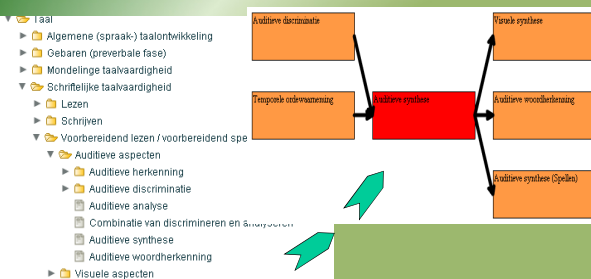 Taal
Algemene (spraak-) taalontwikkeling
Gebaren (preverbale fase)
Mondelinge taalvaardigheid
Schriftelijke taalvaardigheid
Lezen
Schrijven
Voorbereidend lezen / voorbereidend spe
Auditieve aspecten
Auditieve herkenning
Auditieve discriminatie
Auditieve analyse
Combinatie van discrimineren en analyseren
Auditieve synthese
Auditieve woordherkenning
Visuele aspecten
Auditieve discriminatie
Visuele synthese
Temporele ordewaarneming
Auditieve synthese
Auditieve woordherkenning
Auditieve synthese (Spellen)